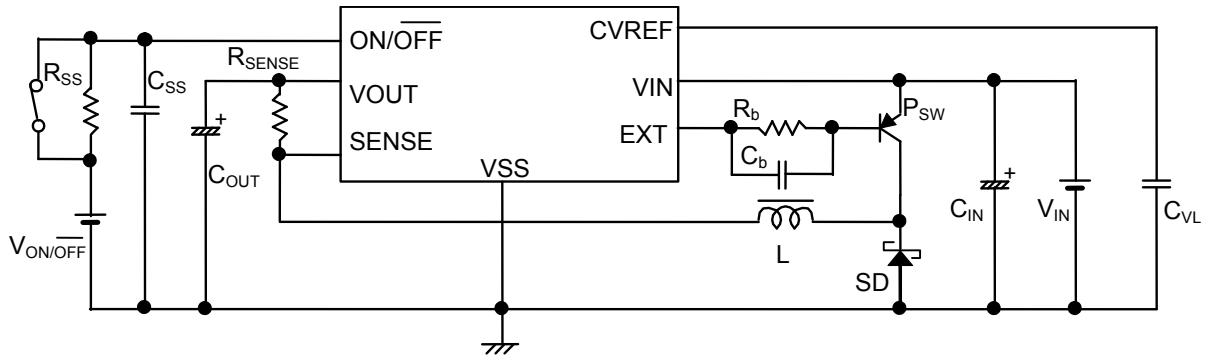 ON/OFF
CVREF
RSENSE
RSS
CSS
VOUT
VIN
Rb
PSW
EXT
SENSE
VSS
Cb
COUT
+
+
CIN
VIN
CVL
VON/OFF
L
SD